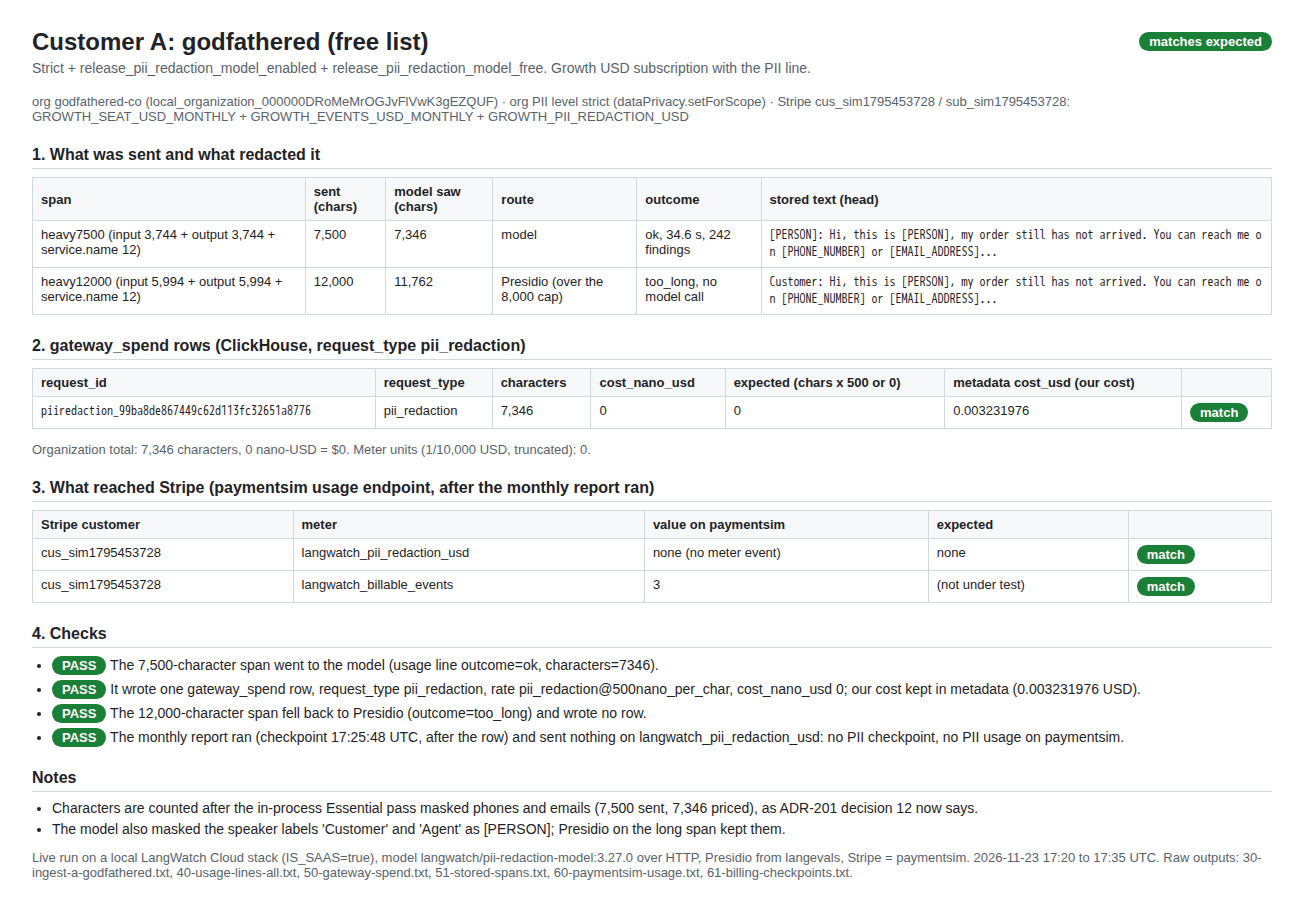 Customer A: godfathered (free list)
matches expected
Strict + release_pii_redaction_model_enabled + release_pii_redaction_model_free. Growth USD subscription with the PII line.
org godfathered-co (local_organization_000000DRoMeMrOGJvFlVwK3gEZQUF) · org PII level strict (dataPrivacy.setForScope) · Stripe cus_sim1795453728 / sub_sim1795453728:
GROWTH_SEAT_USD_MONTHLY + GROWTH_EVENTS_USD_MONTHLY + GROWTH_PII_REDACTION_USD
1. What was sent and what redacted it
span sent (chars) model saw (chars) route outcome stored text (head)
heavy7500 (input 3,744 + output 3,744 + service.name 12) 7,500 7,346 model ok, 34.6 s, 242 findings [PERSON]: Hi, this is [PERSON], my order still has not arrived. You can reach me on [PHONE_NUMBER] or [EMAIL_ADDRESS]...
heavy12000 (input 5,994 + output 5,994 + service.name 12) 12,000 11,762 Presidio (over the 8,000 cap) too_long, no model call Customer: Hi, this is [PERSON], my order still has not arrived. You can reach me on [PHONE_NUMBER] or [EMAIL_ADDRESS]...
2. gateway_spend rows (ClickHouse, request_type pii_redaction)
request_id request_type characters cost_nano_usd expected (chars x 500 or 0) metadata cost_usd (our cost)
piiredaction_99ba8de867449c62d113fc32651a8776 pii_redaction 7,346 0 0 0.003231976 match
Organization total: 7,346 characters, 0 nano-USD = $0. Meter units (1/10,000 USD, truncated): 0.
3. What reached Stripe (paymentsim usage endpoint, after the monthly report ran)
Stripe customer meter value on paymentsim expected
cus_sim1795453728 langwatch_pii_redaction_usd none (no meter event) none match
cus_sim1795453728 langwatch_billable_events 3 (not under test) match
4. Checks
• PASS The 7,500-character span went to the model (usage line outcome=ok, characters=7346).
• PASS It wrote one gateway_spend row, request_type pii_redaction, rate pii_redaction@500nano_per_char, cost_nano_usd 0; our cost kept in metadata (0.003231976 USD).
• PASS The 12,000-character span fell back to Presidio (outcome=too_long) and wrote no row.
• PASS The monthly report ran (checkpoint 17:25:48 UTC, after the row) and sent nothing on langwatch_pii_redaction_usd: no PII checkpoint, no PII usage on paymentsim.
Notes
• Characters are counted after the in-process Essential pass masked phones and emails (7,500 sent, 7,346 priced), as ADR-201 decision 12 now says.
• The model also masked the speaker labels 'Customer' and 'Agent' as [PERSON]; Presidio on the long span kept them.
Live run on a local LangWatch Cloud stack (IS_SAAS=true), model langwatch/pii-redaction-model:3.27.0 over HTTP, Presidio from langevals, Stripe = paymentsim. 2026-11-23 17:20 to 17:35 UTC. Raw outputs: 30-
ingest-a-godfathered.txt, 40-usage-lines-all.txt, 50-gateway-spend.txt, 51-stored-spans.txt, 60-paymentsim-usage.txt, 61-billing-checkpoints.txt.